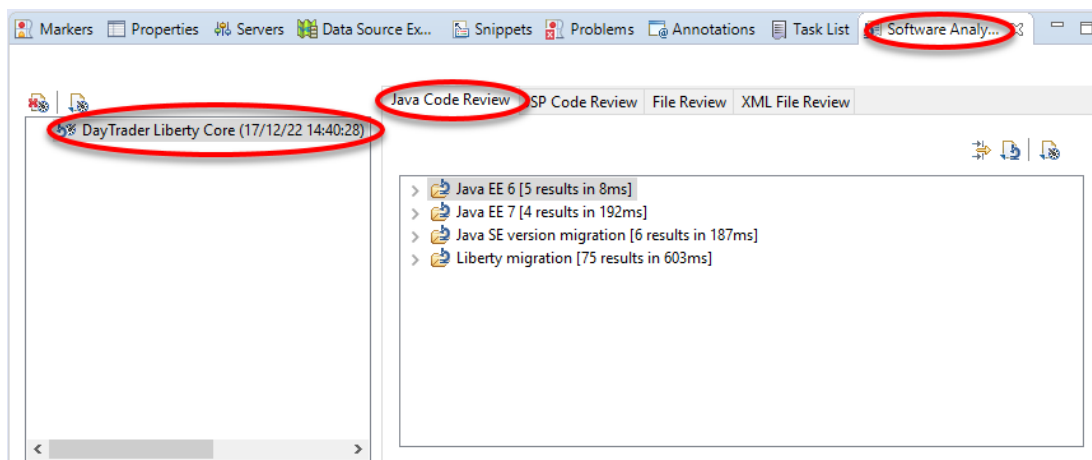 Markers Properties Servers Data Source Ex... Snippets Problems Annotations Task List Software Analy...
Java Code Review SP Code Review File Review XML File Review
DayTrader Liberty Core (17/12/22 14:40:28)
Java EE 6 [5 results in 8ms]
Java EE 7 [4 results in 192ms]
Java SE version migration [6 results in 187ms]
Liberty migration [75 results in 603ms]